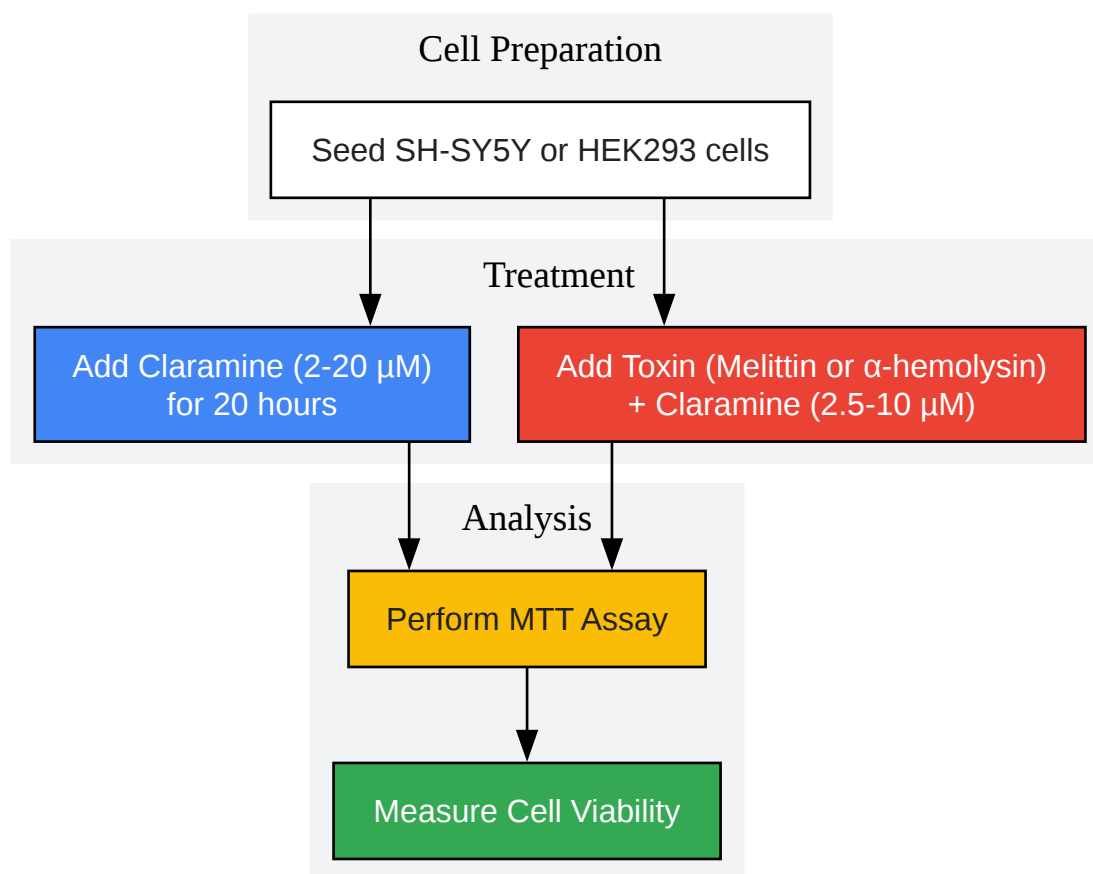 Cell Preparation
Seed SH-SY5Y or HEK293 cells
Treatment
Add Claramine (2-20 µM)
for 20 hours
Add Toxin (Melittin or α-hemolysin)
+ Claramine (2.5-10 µM)
Analysis
Perform MTT Assay
Measure Cell Viability